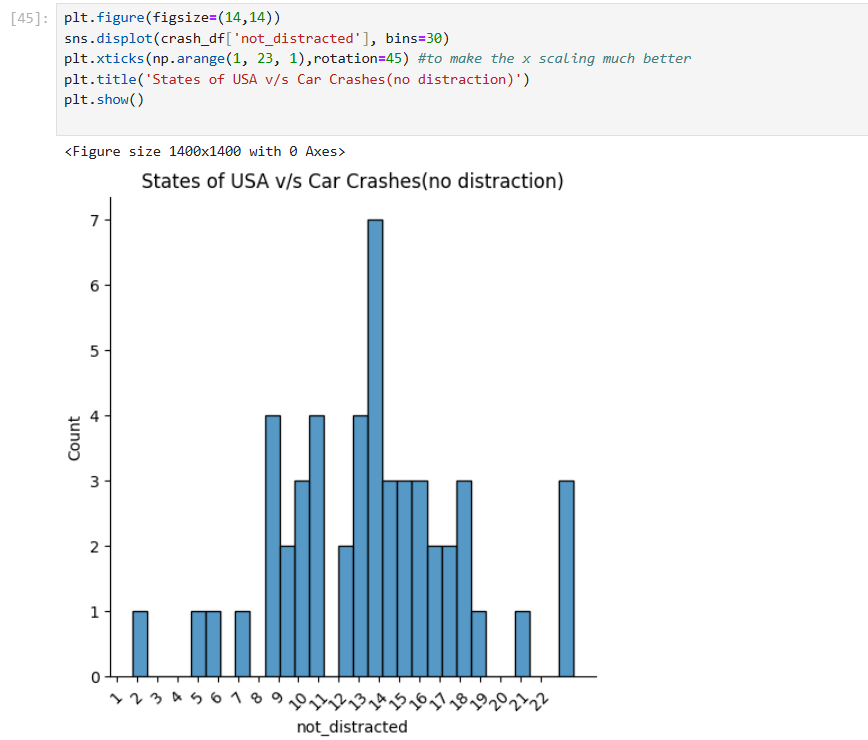 [45]: plt.figure(figsize=(14,14))
sns.displot(crash_df['not_distracted'], bins=30)
plt.xticks(np.arange(1, 23, 1),rotation=45) #to make the x scaling much better
plt.title('States of USA v/s Car Crashes(no distraction)')
plt.show()
<Figure size 1400x1400 with 0 Axes>
States of USA v/s Car Crashes(no distraction)
7
6
5
4
3
2
1
0
Count
1 2 3 4 5 6 7 8 9 10 11 12 13 14 15 16 17 18 19 20 21 22
not_distracted